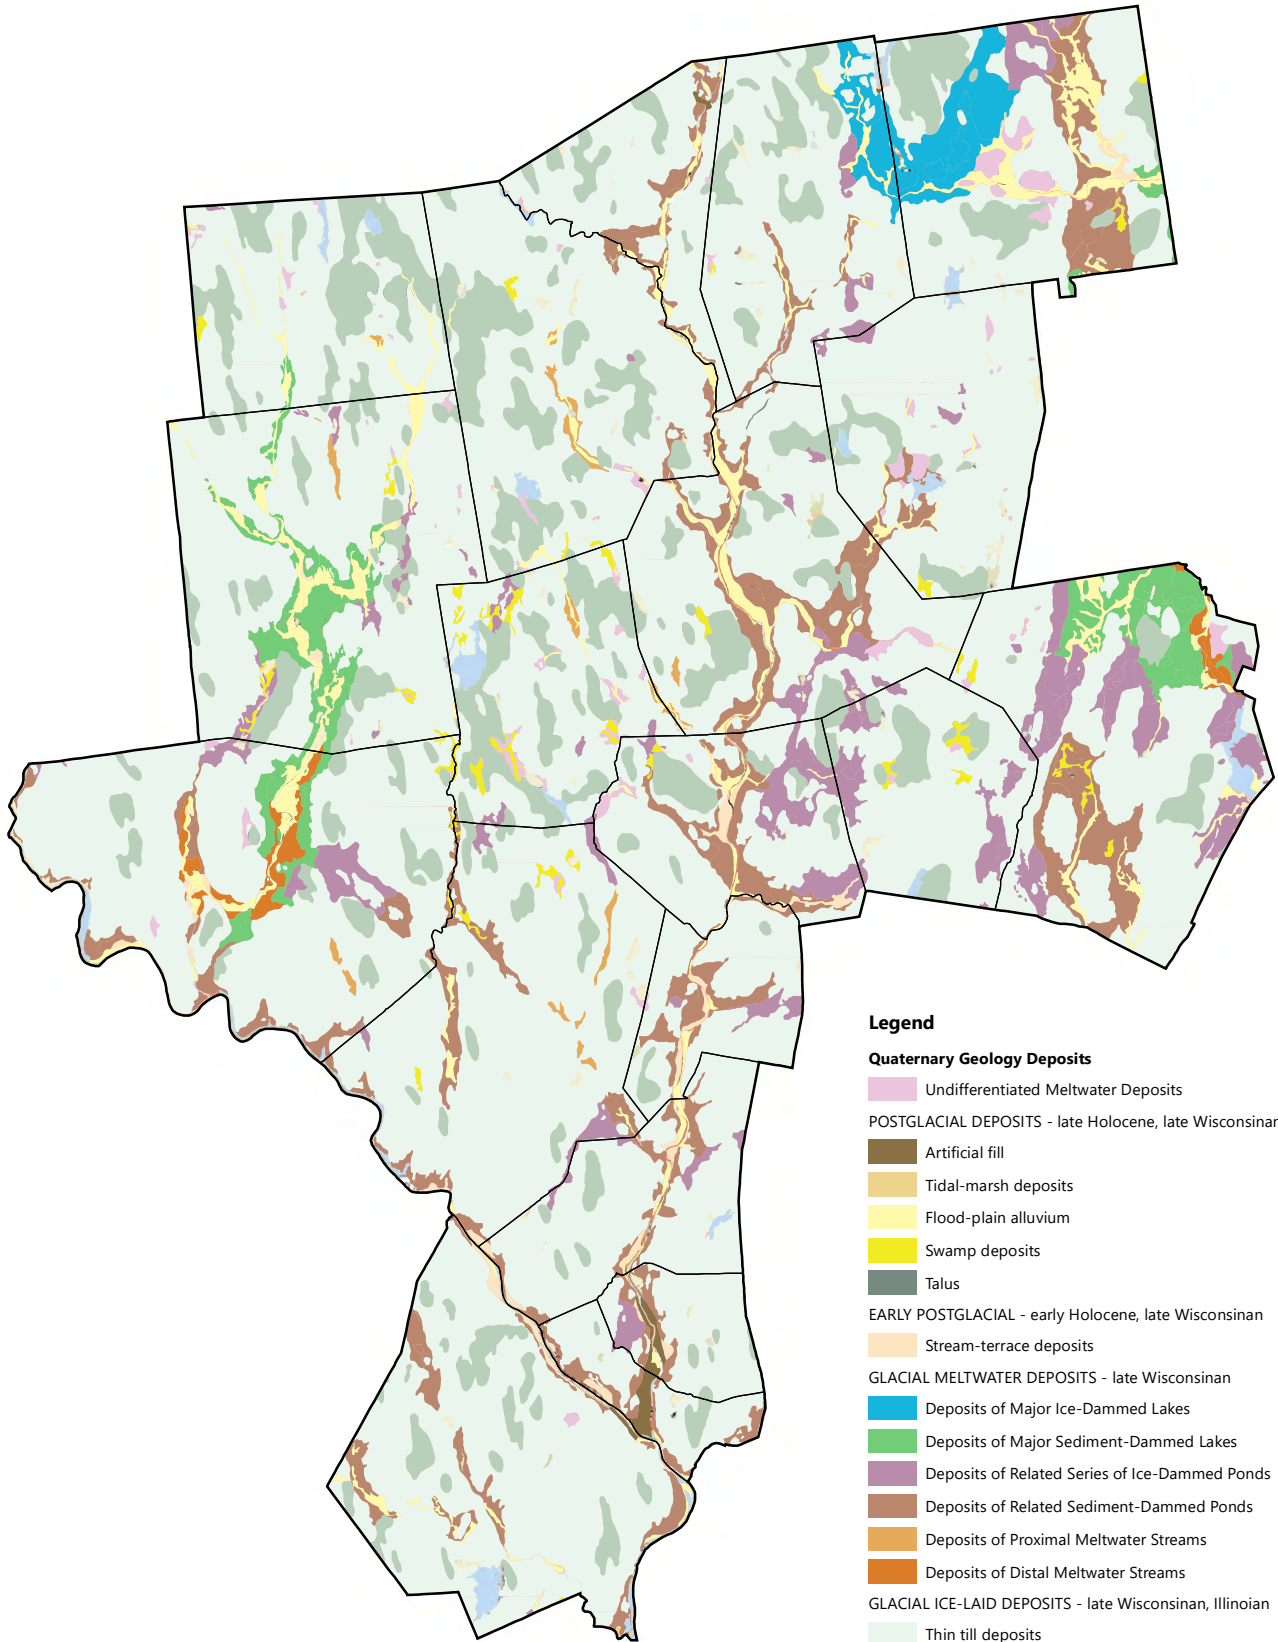 Legend
Quaternary Geology Deposits
Undifferentiated Meltwater Deposits
POSTGLACIAL DEPOSITS - late Holocene, late Wisconsinan
Artificial fill
Tidal-marsh deposits
Flood-plain alluvium
Swamp deposits
Talus
EARLY POSTGLACIAL - early Holocene, late Wisconsinan
Stream-terrace deposits
GLACIAL MELTWATER DEPOSITS - late Wisconsinan
Deposits of Major Ice-Dammed Lakes
Deposits of Major Sediment-Dammed Lakes
Deposits of Related Series of Ice-Dammed Ponds
Deposits of Related Sediment-Dammed Ponds
Deposits of Proximal Meltwater Streams
Deposits of Distal Meltwater Streams
GLACIAL ICE-LAID DEPOSITS - late Wisconsinan, Illinoian
Thin till deposits